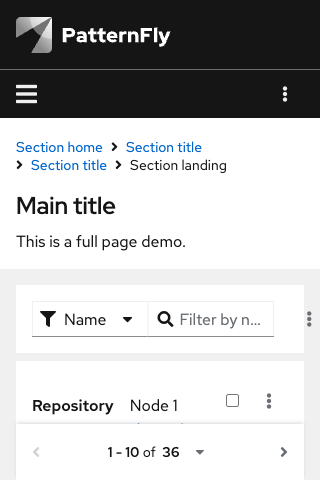 PatternFly
Section home > Section title
> Section title > Section landing
Main title
This is a full page demo.
Name Filter by n...
Repository Node 1
1 - 10 of 36